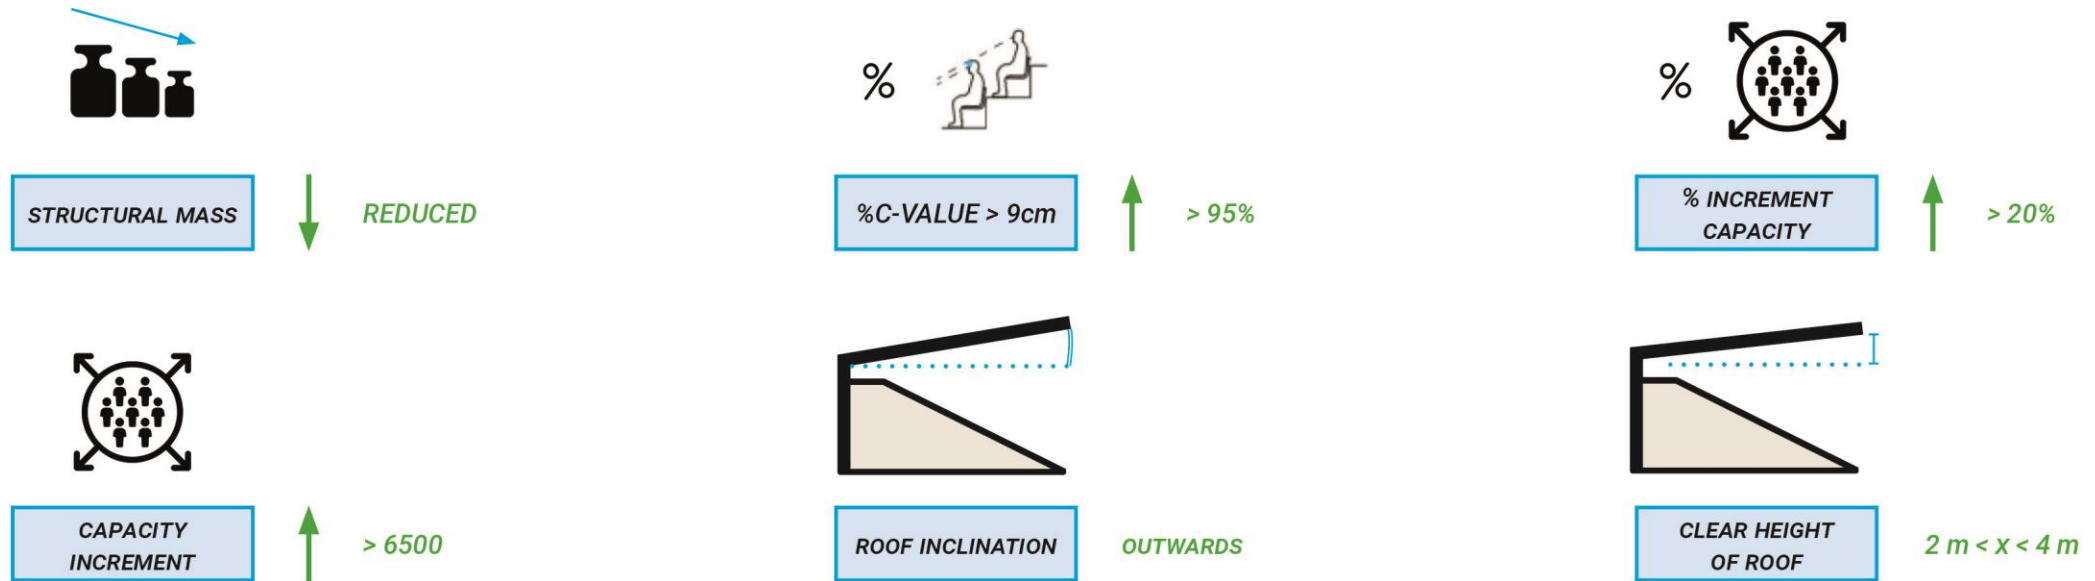 %
%
STRUCTURAL MASS
REDUCED
%C-VALUE > 9cm
> 95%
% INCREMENT
CAPACITY
> 20%
CAPACITY
INCREMENT
> 6500
ROOF INCLINATION
OUTWARDS
CLEAR HEIGHT
OF ROOF
2 m < x < 4 m